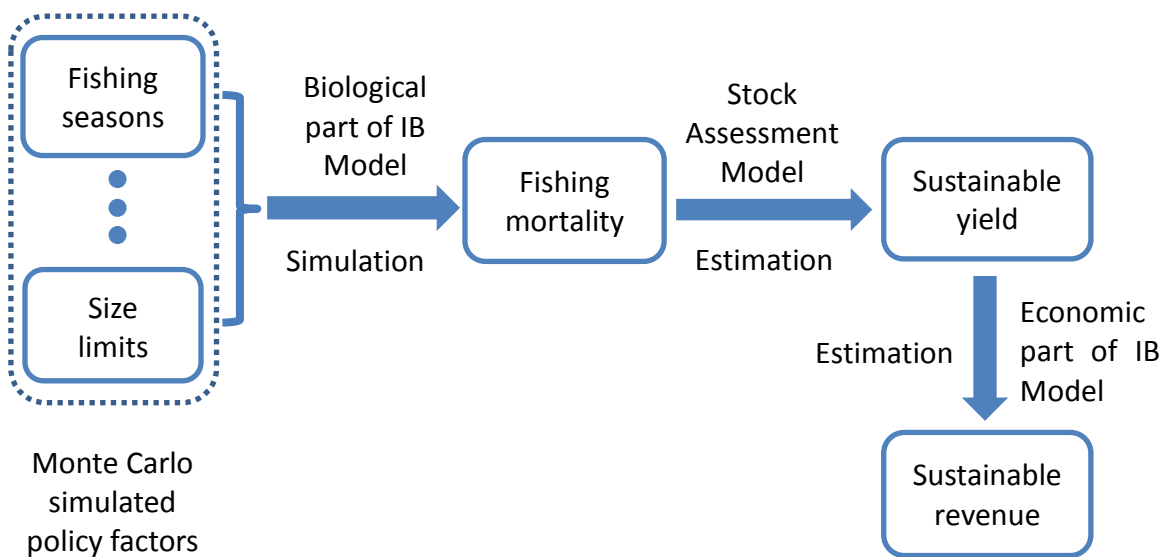 Fishing
seasons
Size
limits
Monte Carlo
simulated
policy factors
Biological
part of IB
Model
Simulation
Fishing
mortality
Stock
Assessment
Model
Estimation
Sustainable
yield
Estimation
Economic
part of IB
Model
Sustainable
revenue